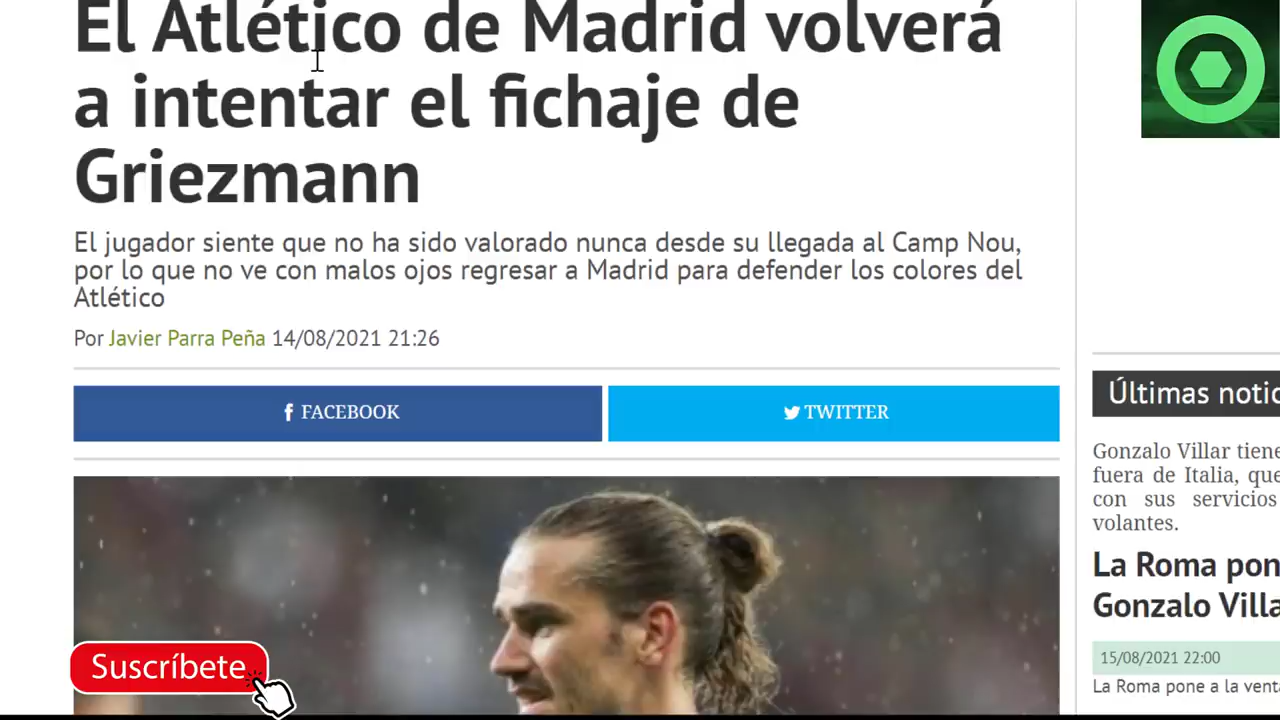 El Atlético de Madrid volverá
a intentar el fichaje de
Griezmann
El jugador siente que no ha sido valorado nunca desde su llegada al Camp Nou,
por lo que no ve con malos ojos regresar a Madrid para defender los colores del
Atlético
Por Javier Parra Peña 14/08/2021 21:26
FACEBOOK
TWITTER
Suscríbete
Últimas notic
Gonzalo Villar tiene
fuera de Italia, que
con sus servicios
volantes.
La Roma pon
Gonzalo Villa
15/08/2021 22:00
La Roma pone a la venta